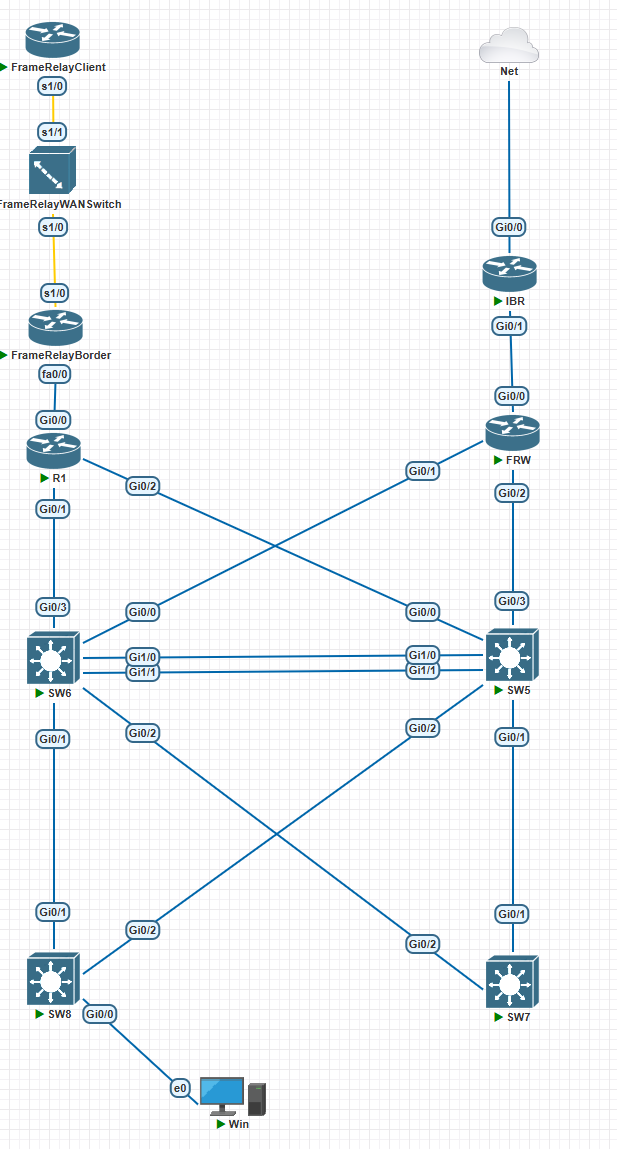 FrameRelayClient
Net
s1/0
s1/1
FrameRelayWANSwitch
s1/0
Gi0/0
s1/0
IBR
Gi0/1
FrameRelayBorder
fa0/0
Gi0/0
Gi0/0
R1
FRW
Gi0/2
Gi0/1
Gi0/1
Gi0/2
Gi0/3
Gi0/0
Gi0/0
Gi0/3
Gi1/0
Gi1/0
Gi1/1
Gi1/1
SW6
SW5
Gi0/1
Gi0/2
Gi0/2
Gi0/1
Gi0/1
Gi0/2
Gi0/2
Gi0/1
SW8
Gi0/0
SW7
e0
Win